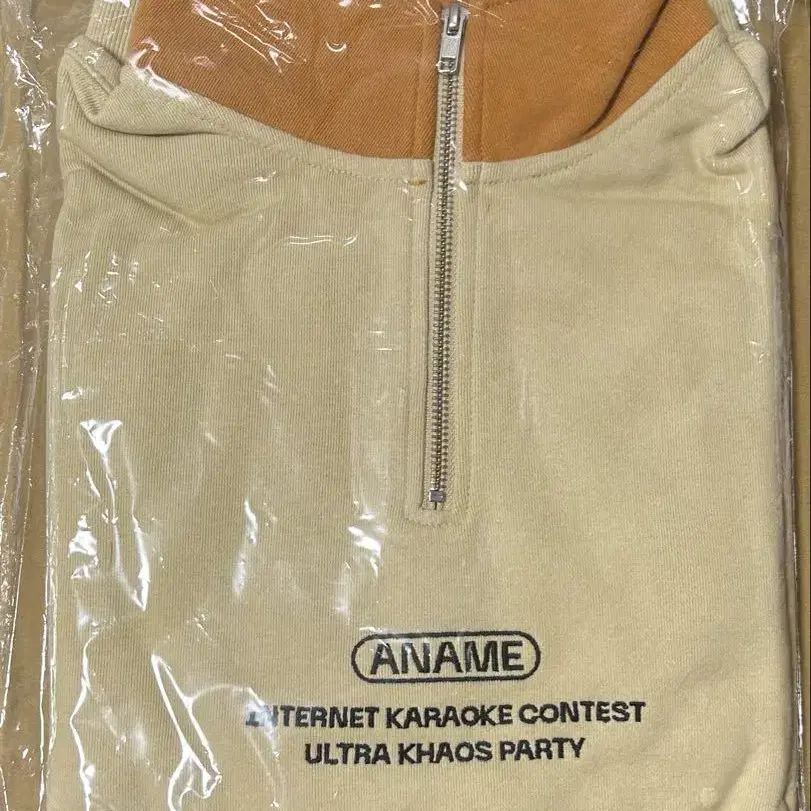 ANAME
INTERNET KARAOKE CONTEST
ULTRA KHAOS PARTY